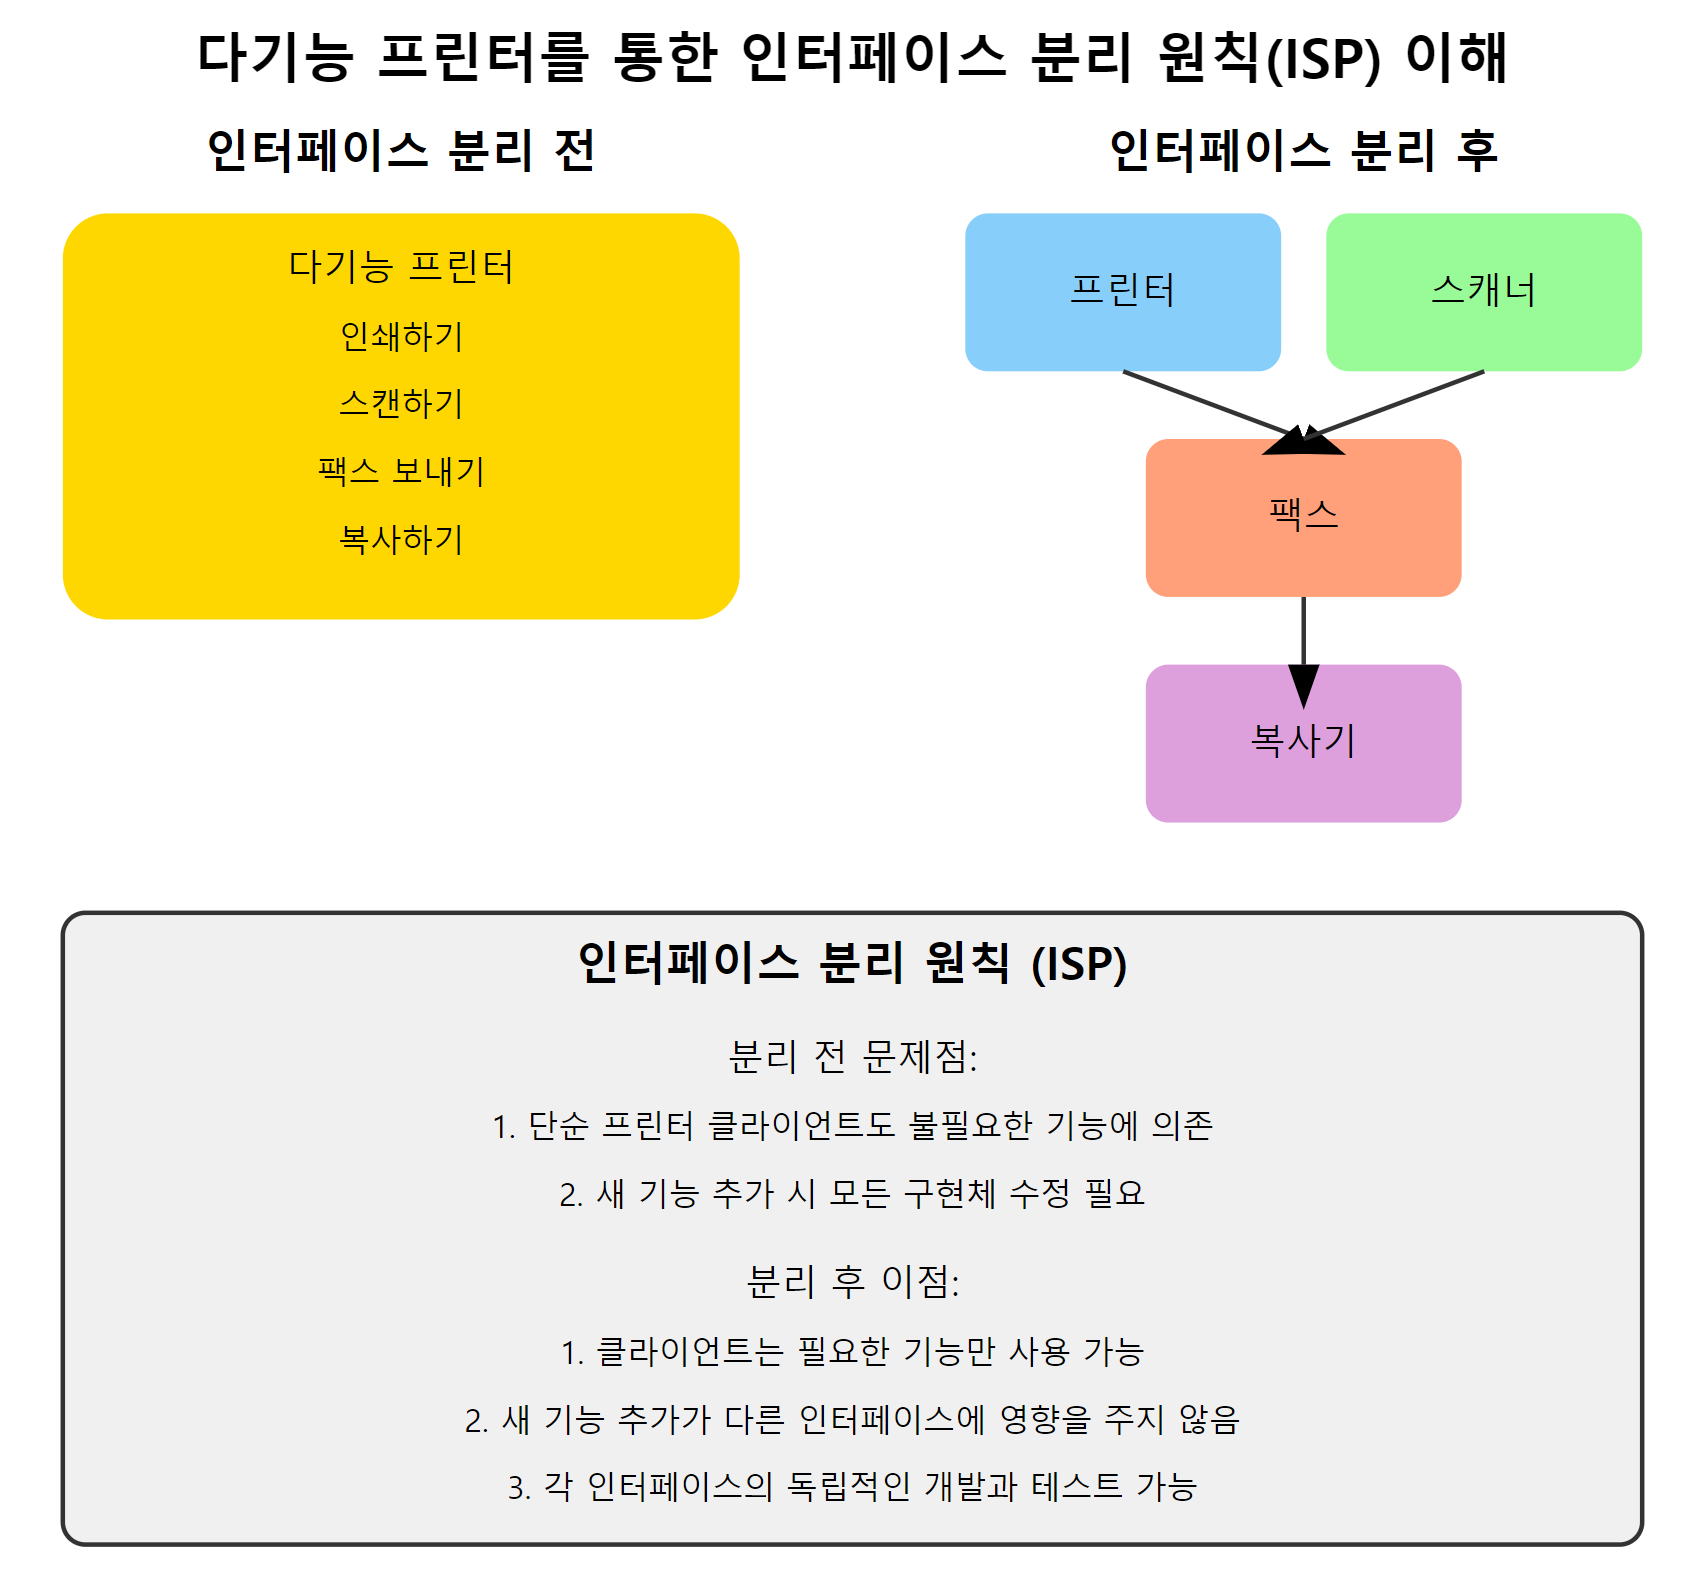 다기능 프린터를 통한 인터페이스 분리 원칙(ISP) 이해
인터페이스 분리 전
다기능 프린터
인쇄하기
스캔하기
팩스 보내기
복사하기
인터페이스 분리 후
프린터
스캐너
팩스
복사기
인터페이스 분리 원칙 (ISP)
분리 전 문제점:
1. 단순 프린터 클라이언트도 불필요한 기능에 의존
2. 새 기능 추가 시 모든 구현체 수정 필요
분리 후 이점:
1. 클라이언트는 필요한 기능만 사용 가능
2. 새 기능 추가가 다른 인터페이스에 영향을 주지 않음
3. 각 인터페이스의 독립적인 개발과 테스트 가능